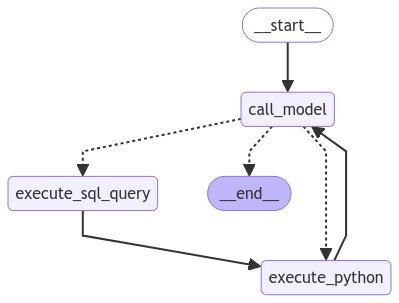 __start__
call_model
execute_sql_query
__end__
execute_python